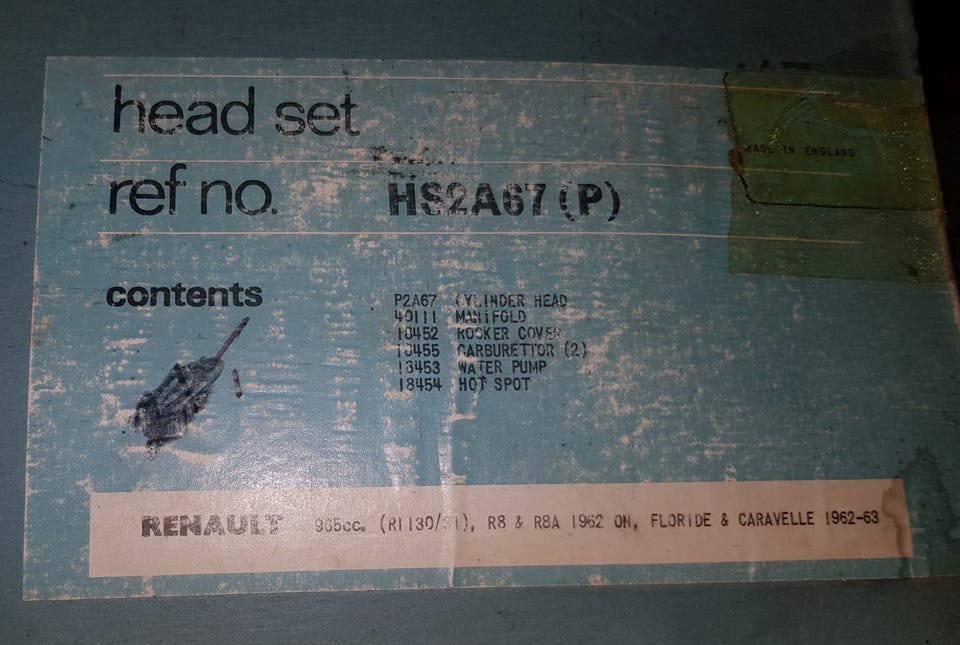 head set
MADE IN ENGLAND
ref no. HS2A67 (P)
contents
P2A67 CYLINDER HEAD
40111 MANIFOLD
18452 ROCKER COVER
18455 CARBURETTOR (2)
18453 WATER PUMP
18454 HOT SPOT
RENAULT 965cc. (R1130/31), R8 & R8A 1962 ON, FLORIDE & CARAVELLE 1962-63